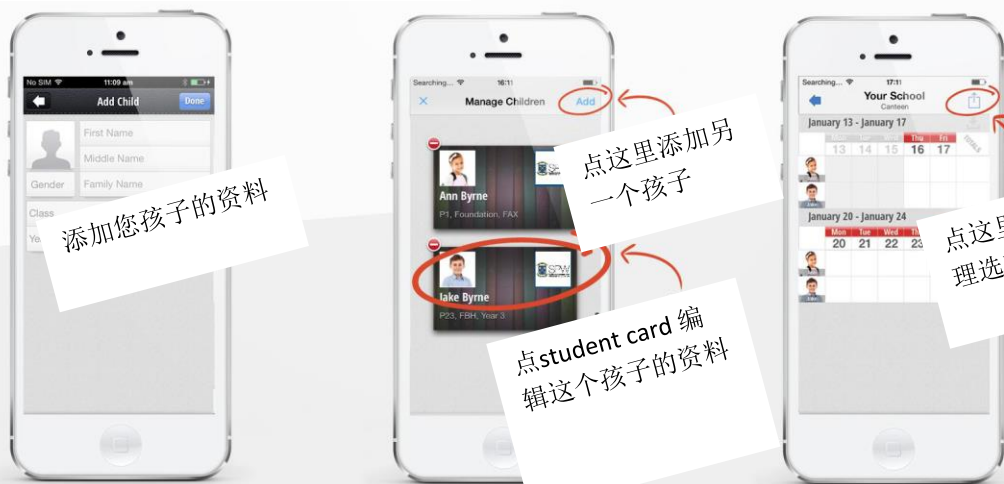 No SIM 11:09 am
Add Child
Done
First Name
Middle Name
Gender
Family Name
Class
添加您孩子的资料
Searching... 16:11
Manage Children
Add
Ann Byrne
P1, Foundation, FAX
Jake Byrne
P23, FBH, Year 3
点这里添加另
一个孩子
点student card 编
辑这个孩子的资料
Searching... 17:11
Your School
Canteen
January 13 - January 17
Thu Fri
13 14 15 16 17
TOTALS
January 20 - January 24
Mon Tue Wed
20 21 22 23
点这里
理选